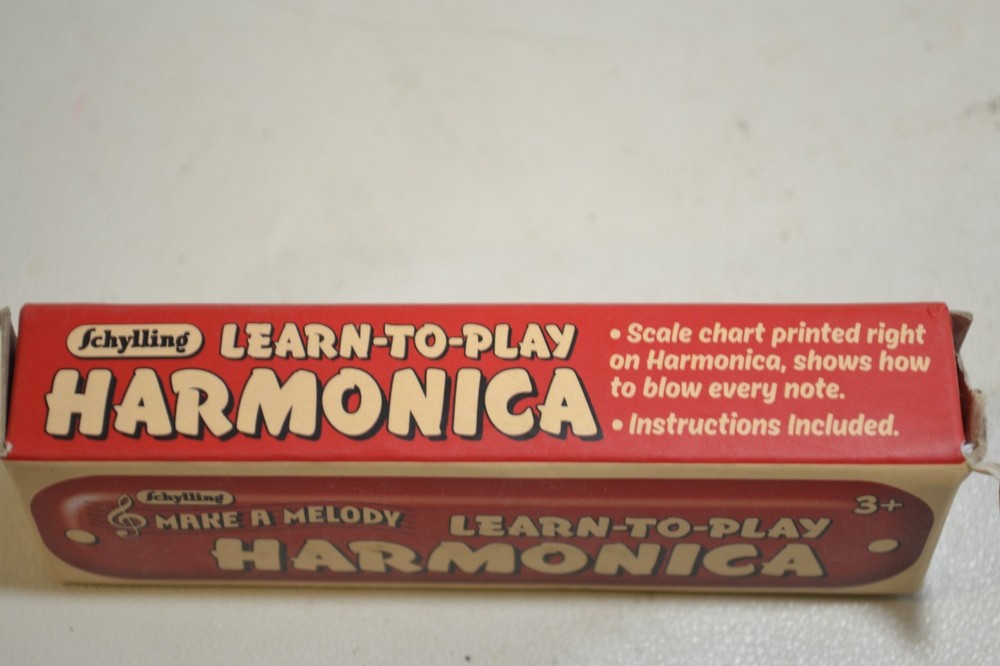 Schylling
LEARN-TO-PLAY
HARMONICA
• Scale chart printed right
on Harmonica, shows how
to blow every note.
• Instructions Included.
Schylling
MAKE A MELODY
LEARN-TO-PLAY
HARMONICA
3+